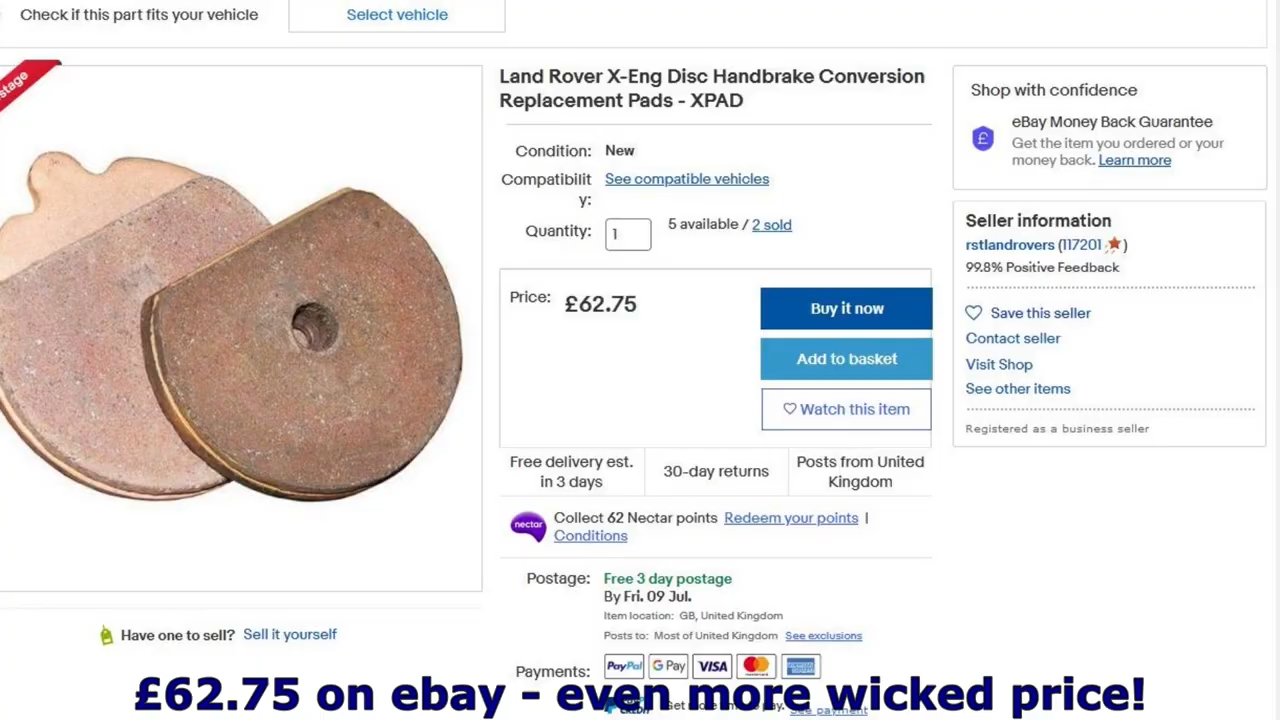 Check if this part fits your vehicle
Select vehicle
stage
Land Rover X-Eng Disc Handbrake Conversion
Replacement Pads - XPAD
Condition: New
Compatibilit
y: See compatible vehicles
Quantity: 1 5 available / 2 sold
Price: £62.75
Buy it now
Add to basket
Watch this item
Free delivery est.
in 3 days
30-day returns
Posts from United
Kingdom
nectar
Collect 62 Nectar points Redeem your points |
Conditions
Postage: Free 3 day postage
By Fri. 09 Jul.
Item location: GB, United Kingdom
Posts to: Most of United Kingdom See exclusions
Payments: PayPal G Pay VISA
Have one to sell? Sell it yourself
Shop with confidence
eBay Money Back Guarantee
Get the item you ordered or your
money back. Learn more
Seller information
rstlandrovers (117201)
99.8% Positive Feedback
Save this seller
Contact seller
Visit Shop
See other items
Registered as a business seller
£62.75 on ebay - even more wicked price!